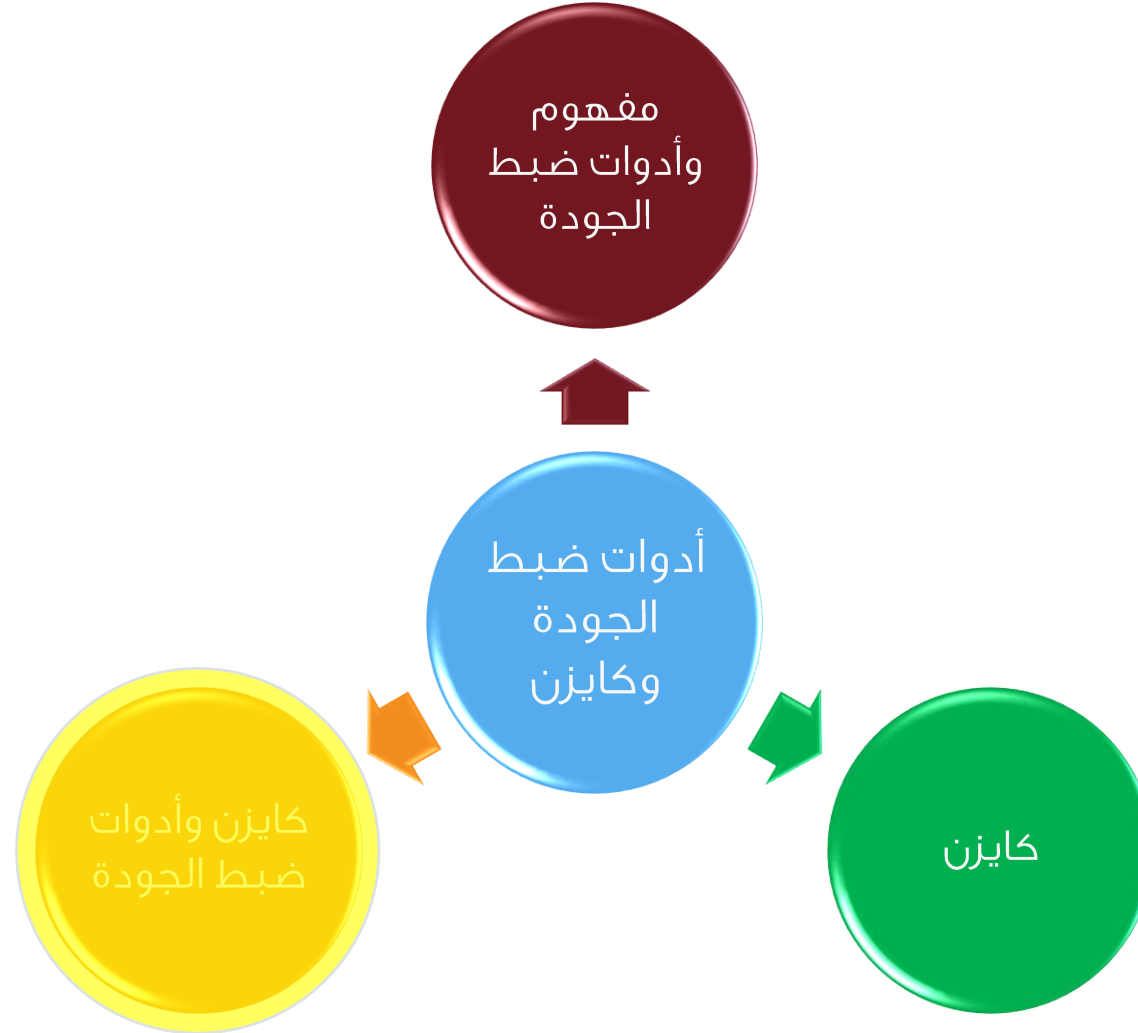 مفهوم
وأدوات ضبط
الجودة
أدوات ضبط
الجودة
وكايزن
كايزن
كايزن وأدوات
ضبط الجودة